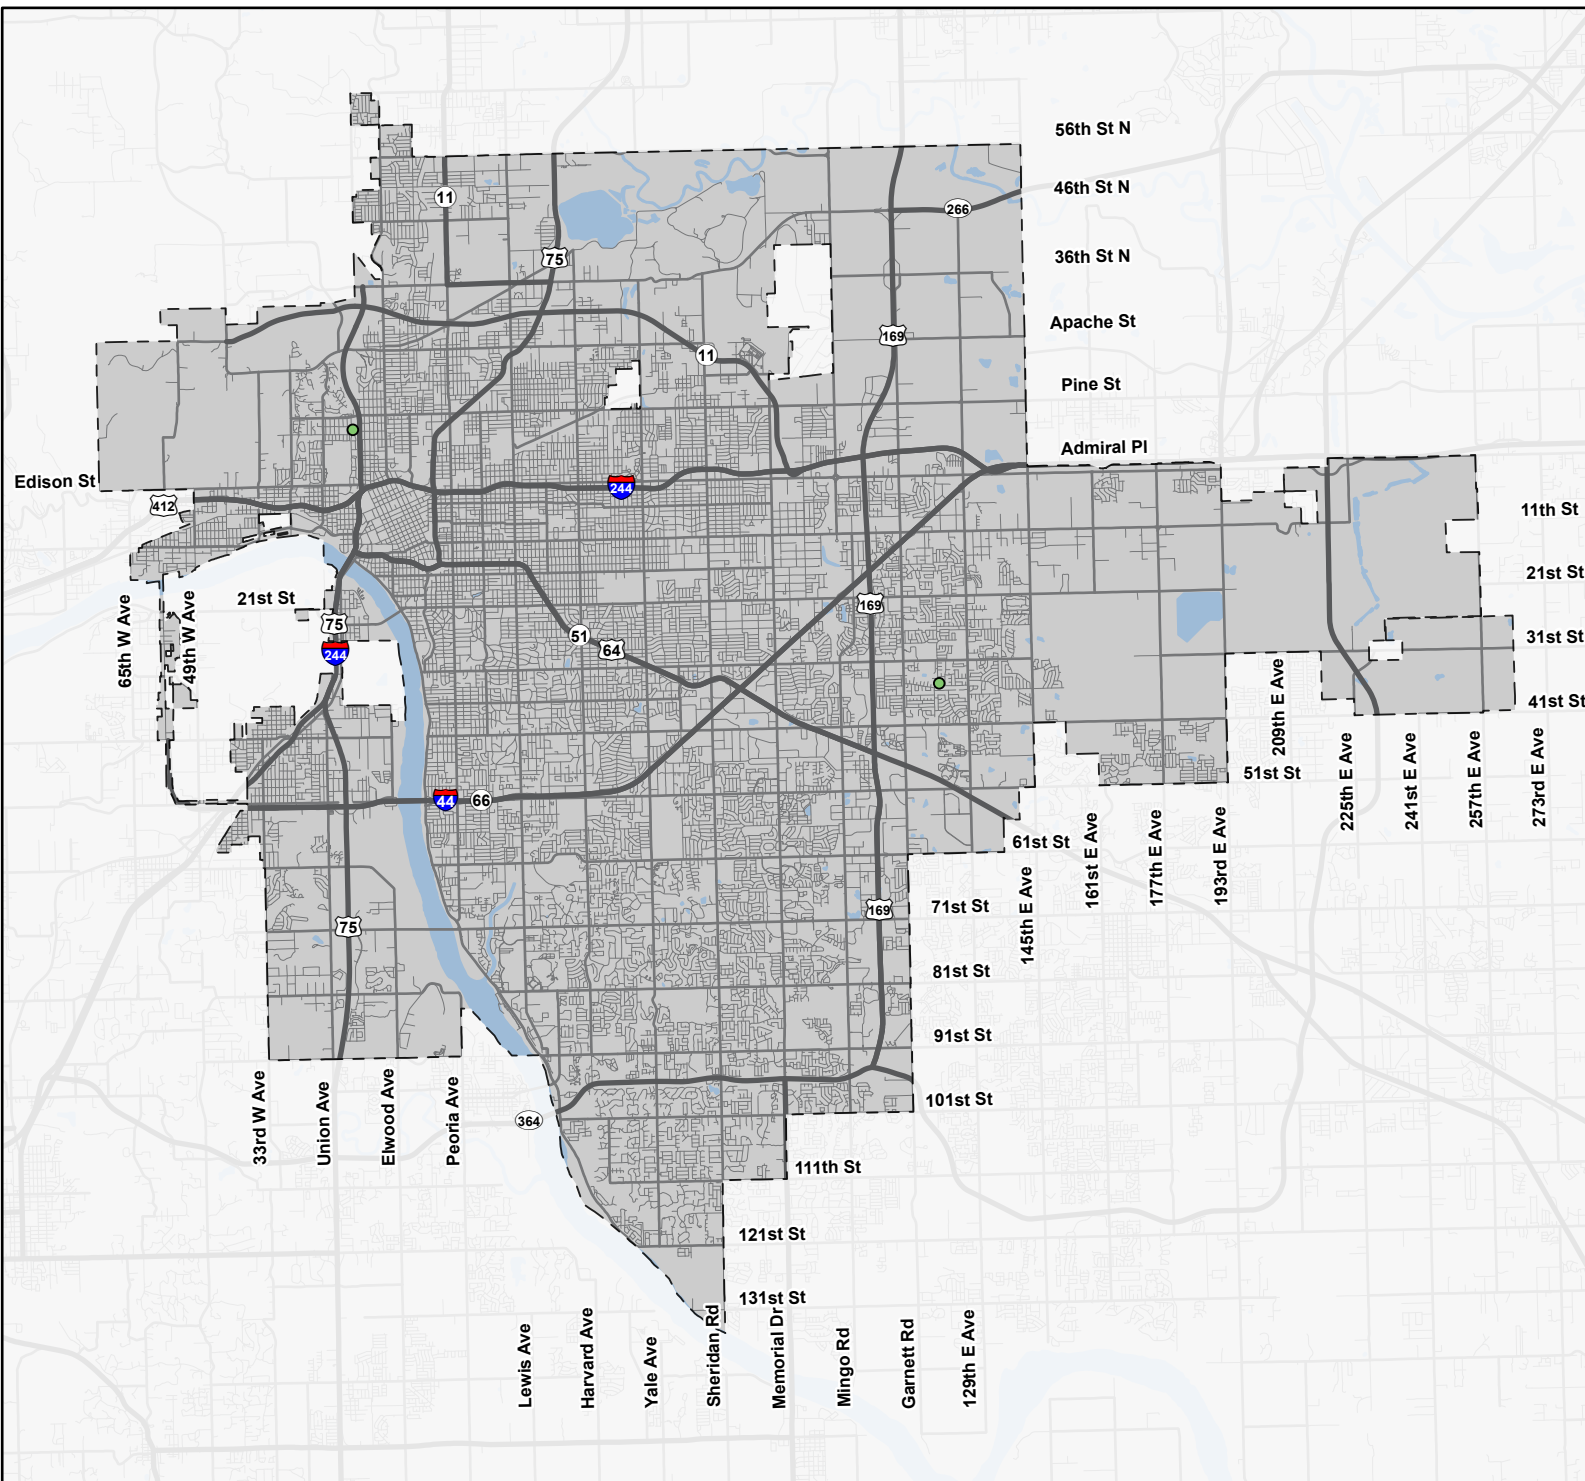 56th St N
46th St N
11
266
36th St N
75
Apache St
169
11
Pine St
Admiral Pl
Edison St
244
412
11th St
21st St
21st St
169
75
51
31st St
64
244
65th W Ave
49th W Ave
41st St
209th E Ave
51st St
225th E Ave
241st E Ave
257th E Ave
273rd E Ave
44
66
61st St
161st E Ave
177th E Ave
193rd E Ave
145th E Ave
71st St
169
75
81st St
91st St
101st St
33rd W Ave
Union Ave
Elwood Ave
Peoria Ave
364
111th St
121st St
131st St
Lewis Ave
Harvard Ave
Yale Ave
Sheridan Rd
Memorial Dr
Mingo Rd
Garnett Rd
129th E Ave